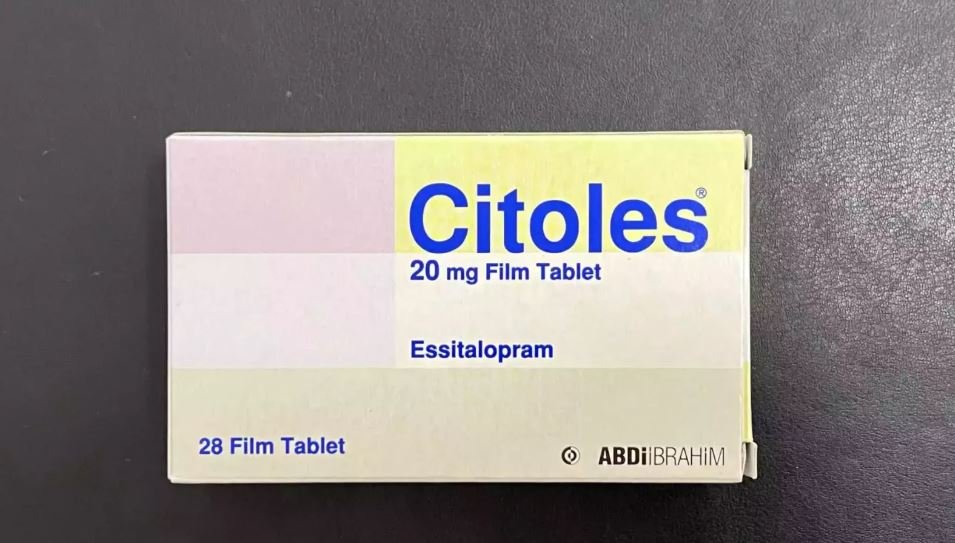 Citoles®
20 mg Film Tablet
Essitalopram
28 Film Tablet
ABDİİBRAHİM